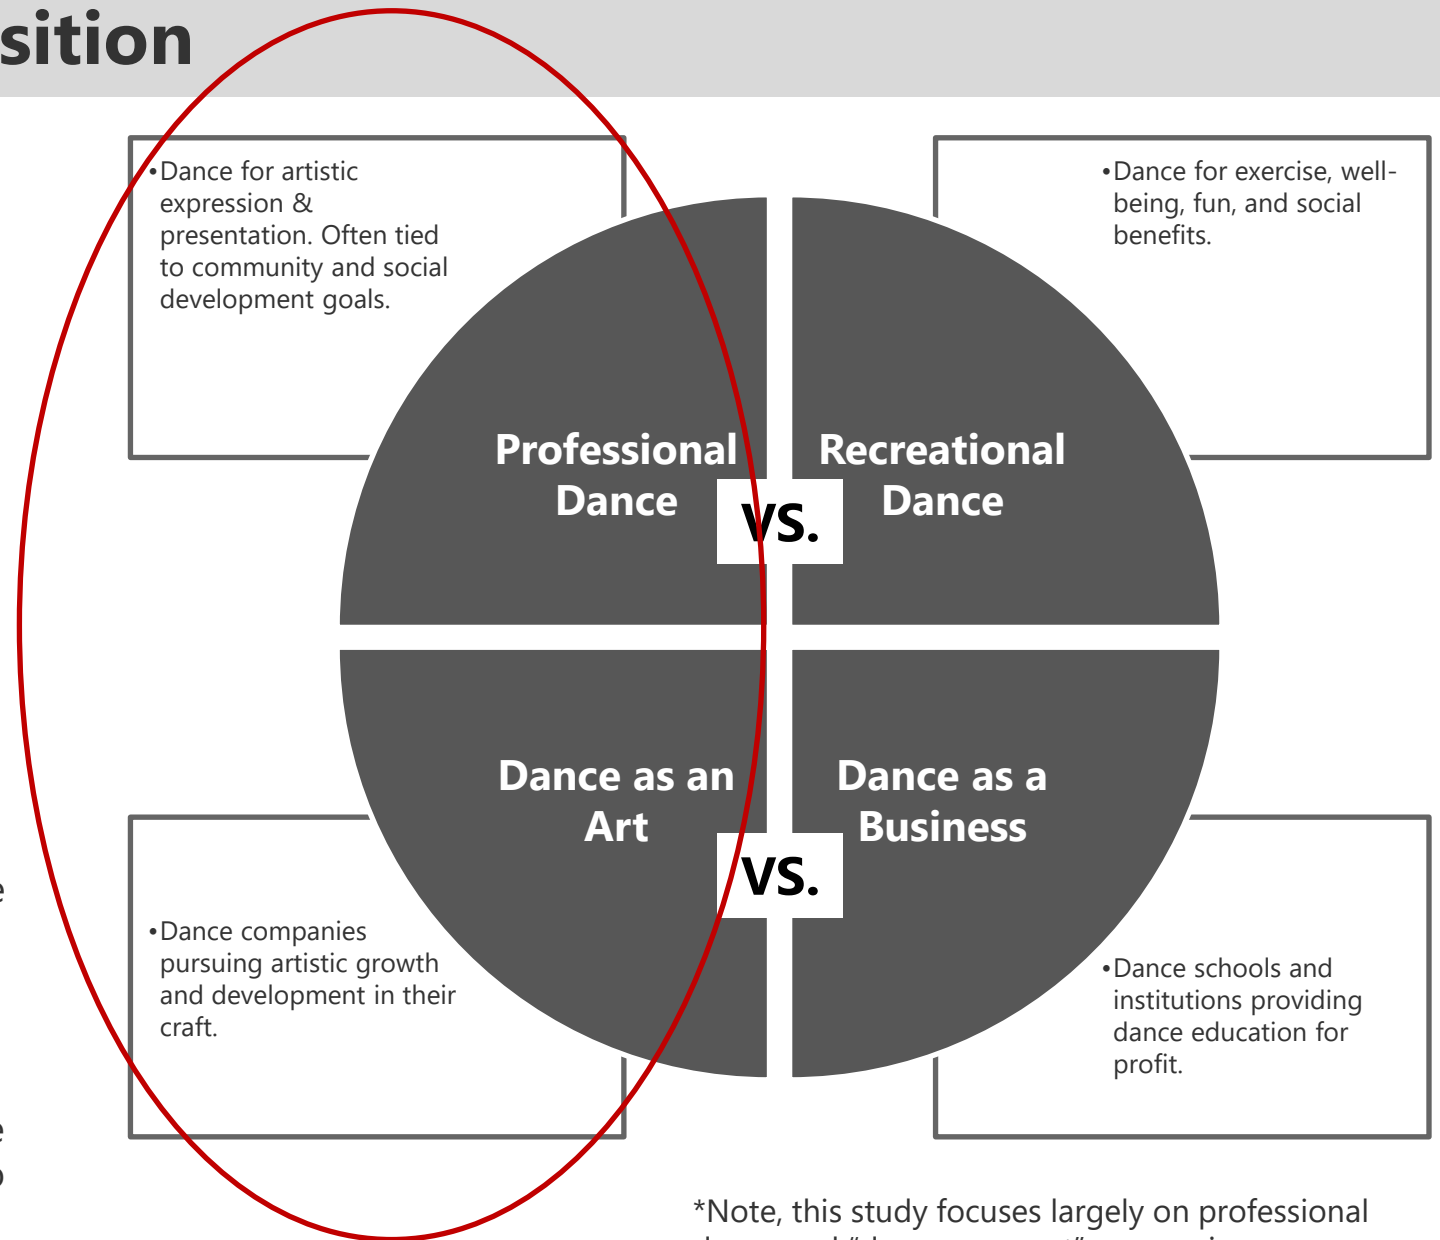 sition
•Dance for artistic
expression &
presentation. Often tied
to community and social
development goals.
•Dance for exercise, well-
being, fun, and social
benefits.
Professional
Dance
VS.
Recreational
Dance
Dance as an
Art
VS.
Dance as a
Business
•Dance companies
pursuing artistic growth
and development in their
craft.
•Dance schools and
institutions providing
dance education for
profit.
*Note, this study focuses largely on professional